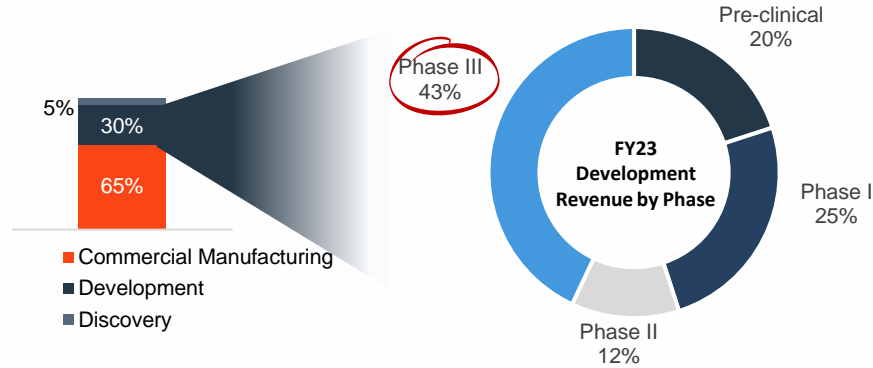 5%
30%
65%
Commercial Manufacturing
Development
Discovery
Phase III
43%
Pre-clinical
20%
Phase I
25%
Phase II
12%
FY23
Development
Revenue by Phase